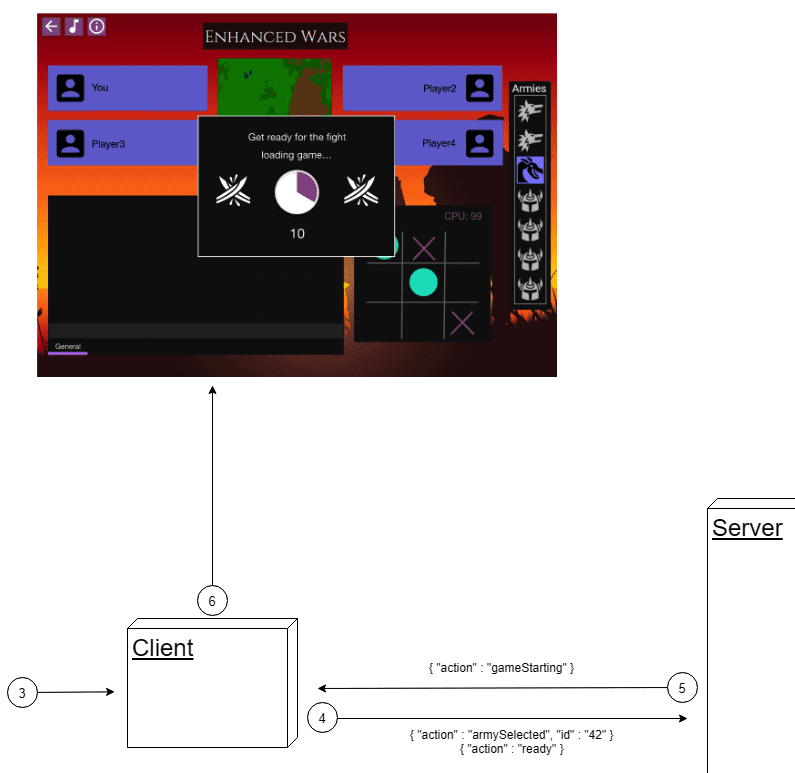 Enhanced Wars
You
Player2
Armies
Player3
Player4
Get ready for the fight
loading game...
10
CPU: 99
General
6
Server
Client
{ "action" : "gameStarting" }
3
5
4
{ "action" : "armySelected", "id" : "42" }
{ "action" : "ready" }